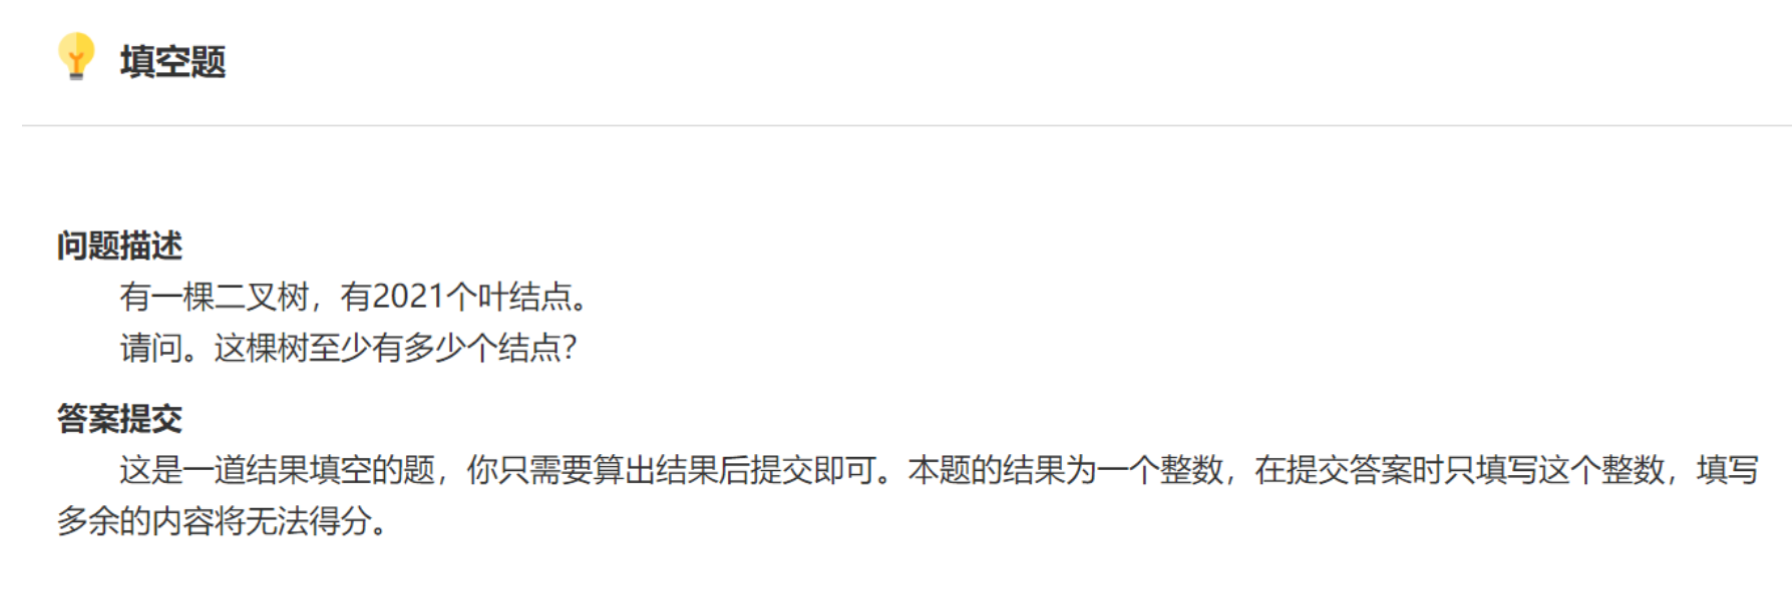 填空题
问题描述
有一棵二叉树，有2021个叶结点。
请问。这棵树至少有多少个结点？
答案提交
这是一道结果填空的题，你只需要算出结果后提交即可。本题的结果为一个整数，在提交答案时只填写这个整数，填写
多余的内容将无法得分。